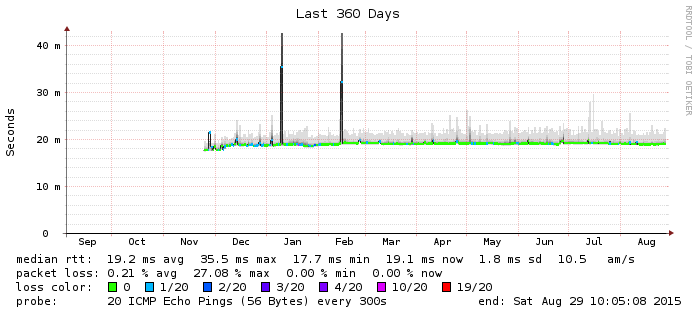 Last 360 Days
RRDTOOL / TOBI OETIKER
Seconds
40 m
30 m
20 m
10 m
0
Sep Oct Nov Dec Jan Feb Mar Apr May Jun Jul Aug
median rtt: 19.2 ms avg 35.5 ms max 17.7 ms min 19.1 ms now 1.8 ms sd 10.5 am/s
packet loss: 0.21 % avg 27.08 % max 0.00 % min 0.00 % now
loss color: 0 1/20 2/20 3/20 4/20 10/20 19/20
probe: 20 ICMP Echo Pings (56 Bytes) every 300s end: Sat Aug 29 10:05:08 2015